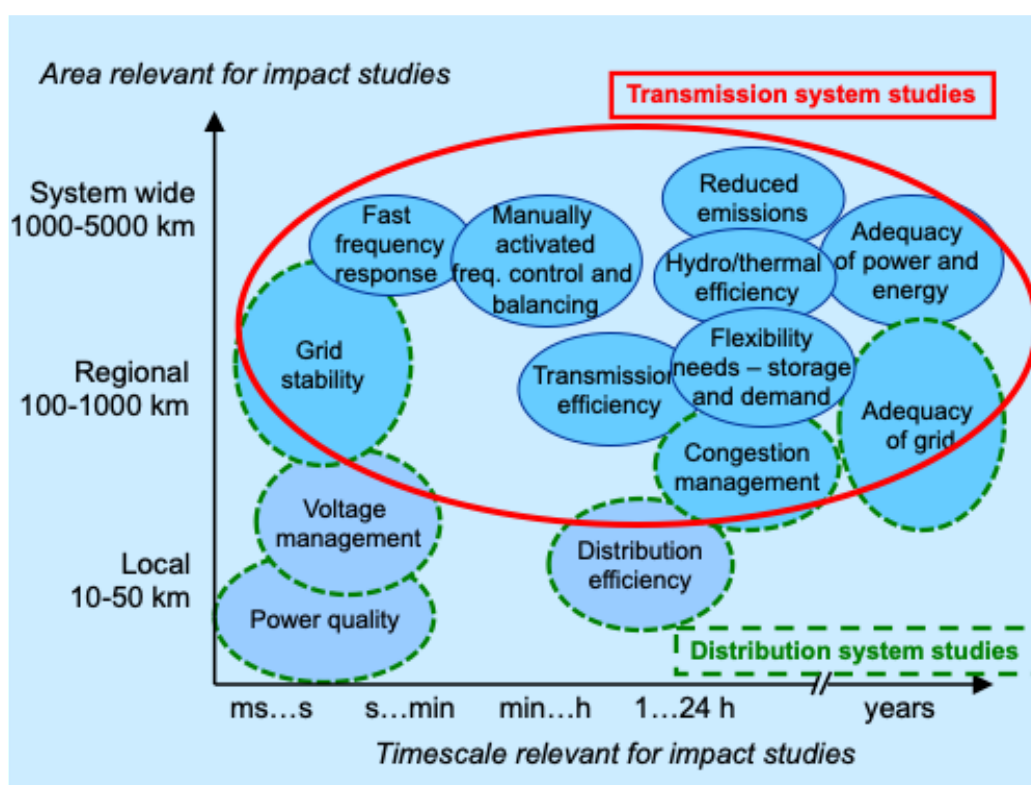 Area relevant for impact studies
Transmission system studies
System wide
1000-5000 km
Regional
100-1000 km
Local
10-50 km
Fast
frequency
response
Manually
activated
freq. control and
balancing
Reduced
emissions
Hydro/thermal
efficiency
Adequacy
of power and
energy
Grid
stability
Transmission
efficiency
Flexibility
needs – storage
and demand
Adequacy
of grid
Congestion
management
Voltage
management
Distribution
efficiency
Power quality
Distribution system studies
ms...s
s...min
min...h
1...24 h
years
Timescale relevant for impact studies